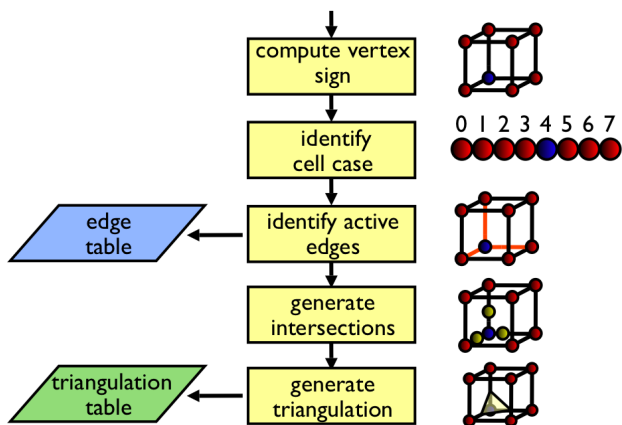 compute vertex
sign
0 1 2 3 4 5 6 7
identify
cell case
edge
table
identify active
edges
generate
intersections
triangulation
table
generate
triangulation